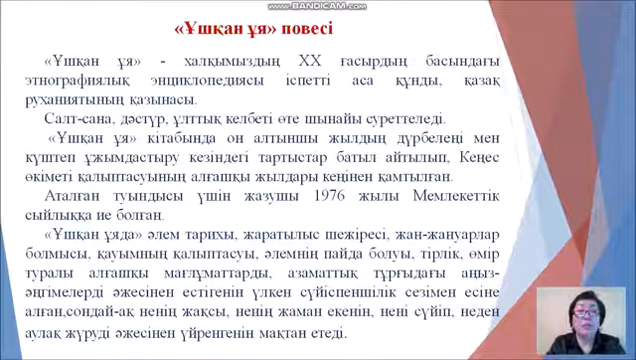 www.BANDICAM.com
«Ұшқан ұя» повесі
«Ұшқан ұя» - халқымыздың ХХ ғасырдың басындағы
этнографиялық энциклопедиясы іспетті аса құнды, қазақ
руханиятының қазынасы.
Салт-сана, дәстүр, ұлттық келбеті өте шынайы суреттеледі.
«Ұшқан ұя» кітабында он алтыншы жылдың дүрбелеңі мен
күштеп ұжымдастыру кезіндегі тартыстар батыл айтылып, Кеңес
өкіметі қалыптасуының алғашқы жылдары кеңінен қамтылған.
Аталған туындысы үшін жазушы 1976 жылы Мемлекеттік
сыйлыққа ие болған.
«Ұшқан ұяда» әлем тарихы, жаратылыс шежіресі, жан-жануарлар
болмысы, қауымның қалыптасуы, әлемнің пайда болуы, тірлік, өмір
туралы алғашқы мағлұматтарды, азаматтық тұрғыдағы аңыз-
әңгімелерді әжесінен естігенін үлкен сүйіспеншілік сезімен есіне
алған,сондай-ақ ненің жақсы, ненің жаман екенін, нені сүйіп, неден
аулақ жүруді әжесінен үйренгенін мақтан етеді.